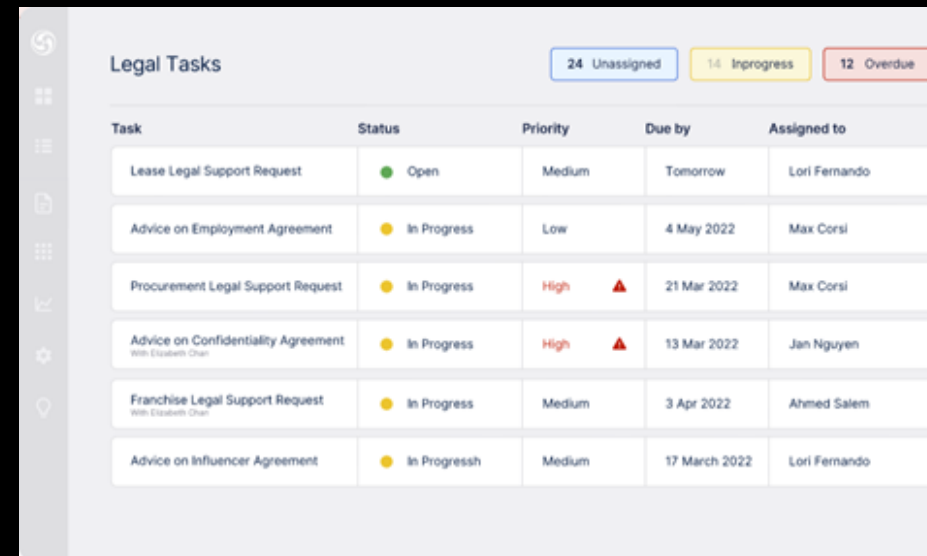 Legal Tasks
24 Unassigned
14 Inprogress
12 Overdue
Task Status Priority Due by Assigned to
Lease Legal Support Request Open Medium Tomorrow Lori Fernando
Advice on Employment Agreement In Progress Low 4 May 2022 Max Corsi
Procurement Legal Support Request In Progress High 21 Mar 2022 Max Corsi
Advice on Confidentiality Agreement In Progress High 13 Mar 2022 Jan Nguyen
With Elizabeth Chan
Franchise Legal Support Request In Progress Medium 3 Apr 2022 Ahmed Salem
With Elizabeth Chan
Advice on Influencer Agreement In Progressh Medium 17 March 2022 Lori Fernando